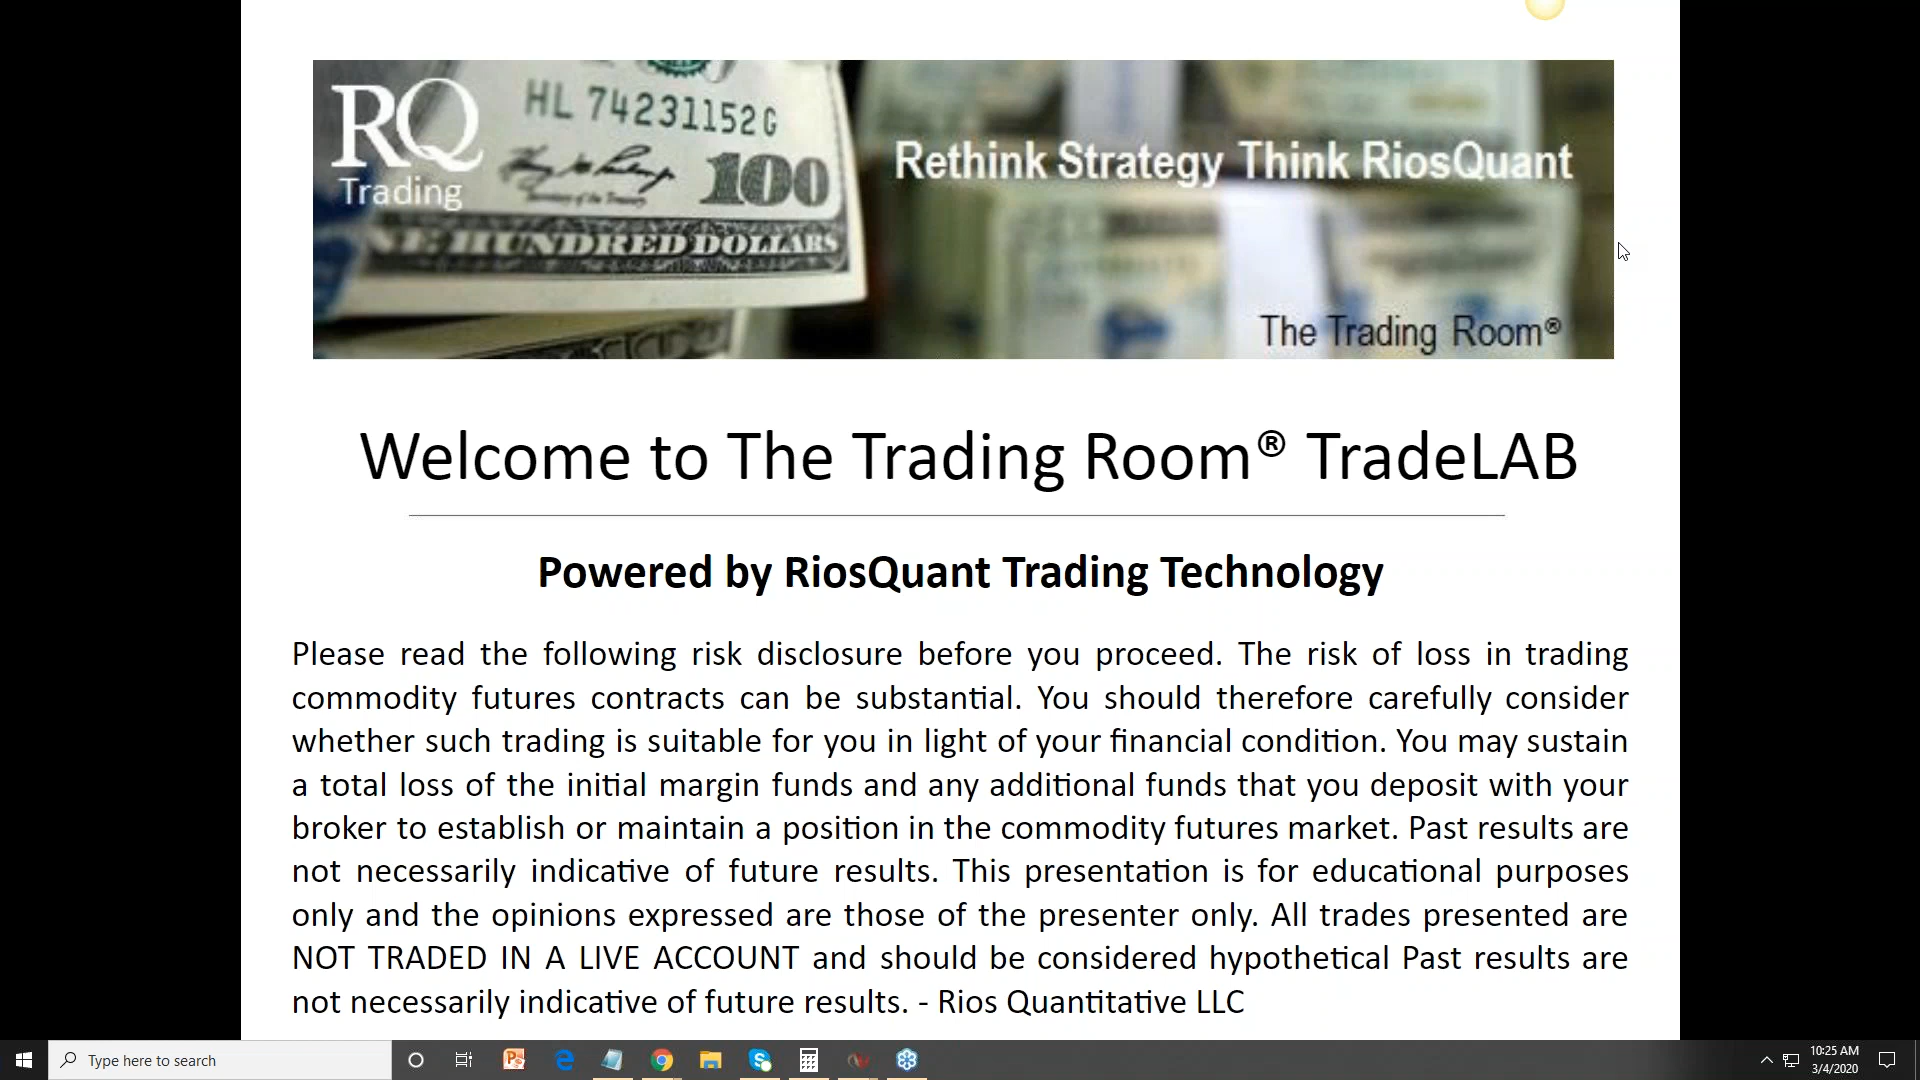 RQ
Trading
HL 74231152G
100
NE HUNDRED DOLLARS
Rethink Strategy Think RiosQuant
The Trading Room®
Welcome to The Trading Room® TradeLAB
Powered by RiosQuant Trading Technology
Please read the following risk disclosure before you proceed. The risk of loss in trading
commodity futures contracts can be substantial. You should therefore carefully consider
whether such trading is suitable for you in light of your financial condition. You may sustain
a total loss of the initial margin funds and any additional funds that you deposit with your
broker to establish or maintain a position in the commodity futures market. Past results are
not necessarily indicative of future results. This presentation is for educational purposes
only and the opinions expressed are those of the presenter only. All trades presented are
NOT TRADED IN A LIVE ACCOUNT and should be considered hypothetical Past results are
not necessarily indicative of future results. - Rios Quantitative LLC
Type here to search
10:25 AM
3/4/2020